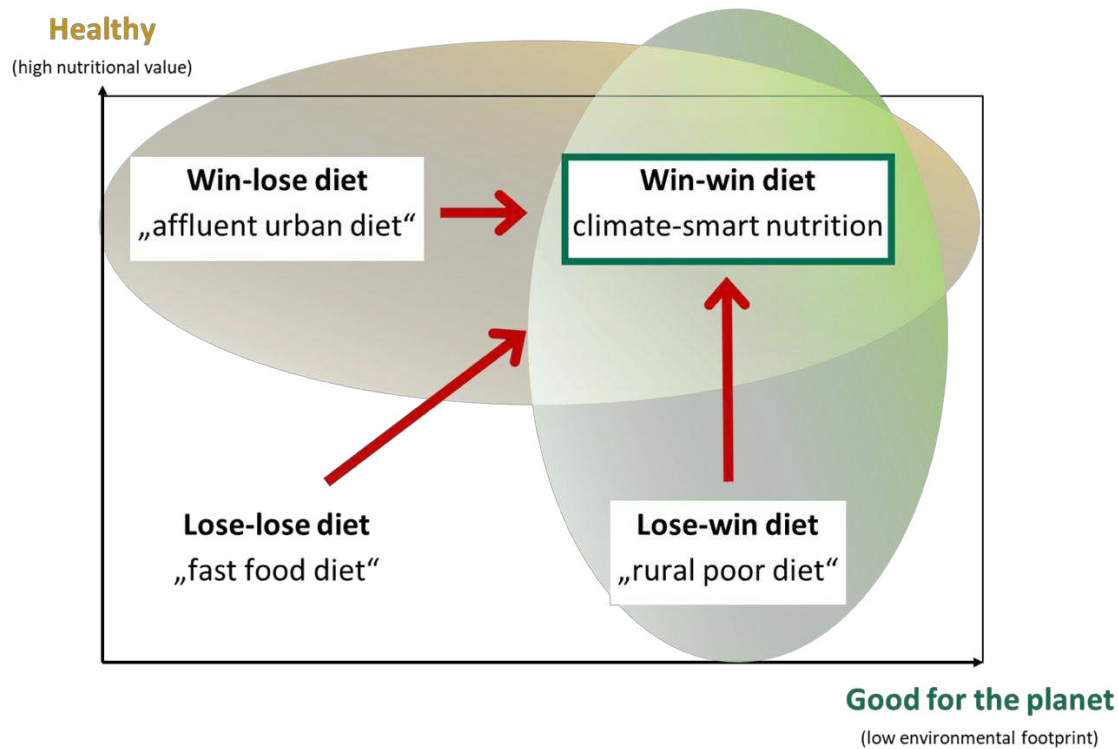 Healthy
(high nutritional value)
Win-lose diet
„affluent urban diet“
Win-win diet
climate-smart nutrition
Lose-lose diet
„fast food diet“
Lose-win diet
„rural poor diet“
Good for the planet
(low environmental footprint)